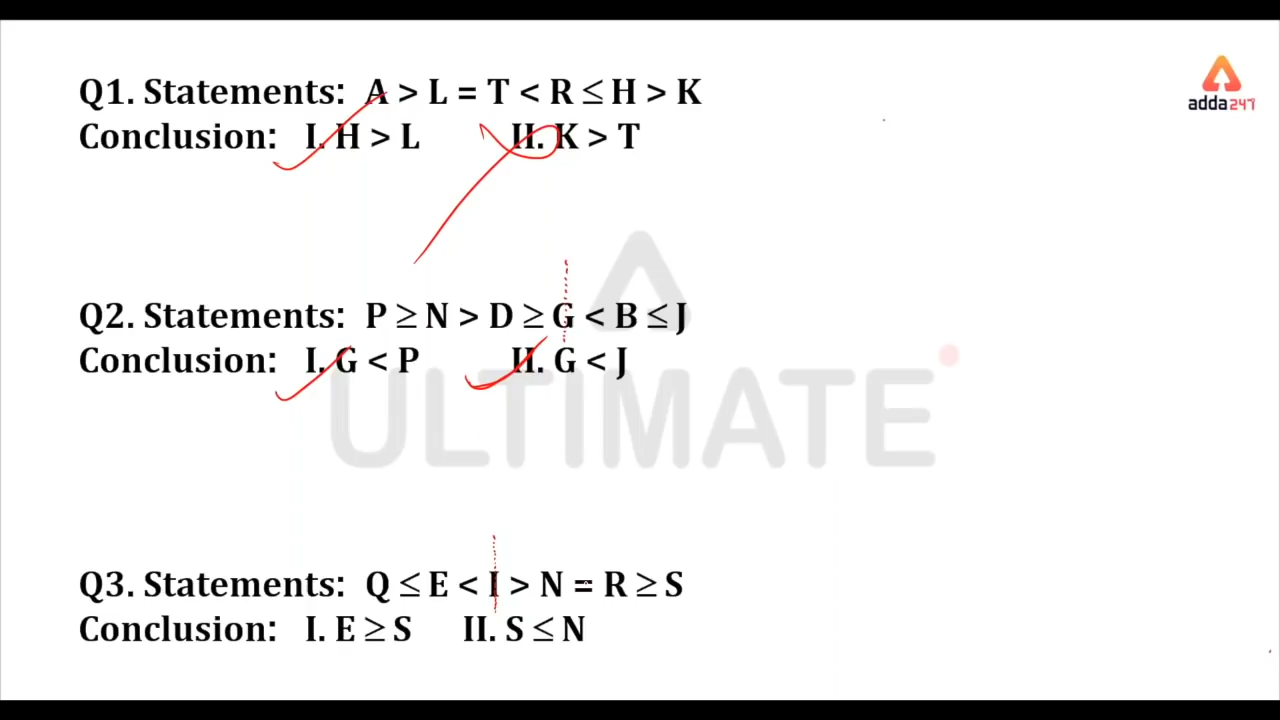 Q1. Statements: A > L = T < R ≤ H > K
adda247
Conclusion: I. H > L II. K > T
Q2. Statements: P ≥ N > D ≥ G < B ≤ J
Conclusion: I. G < P II. G < J
ULTIMATE
Q3. Statements: Q ≤ E < I > N = R ≥ S
Conclusion: I. E ≥ S II. S ≤ N